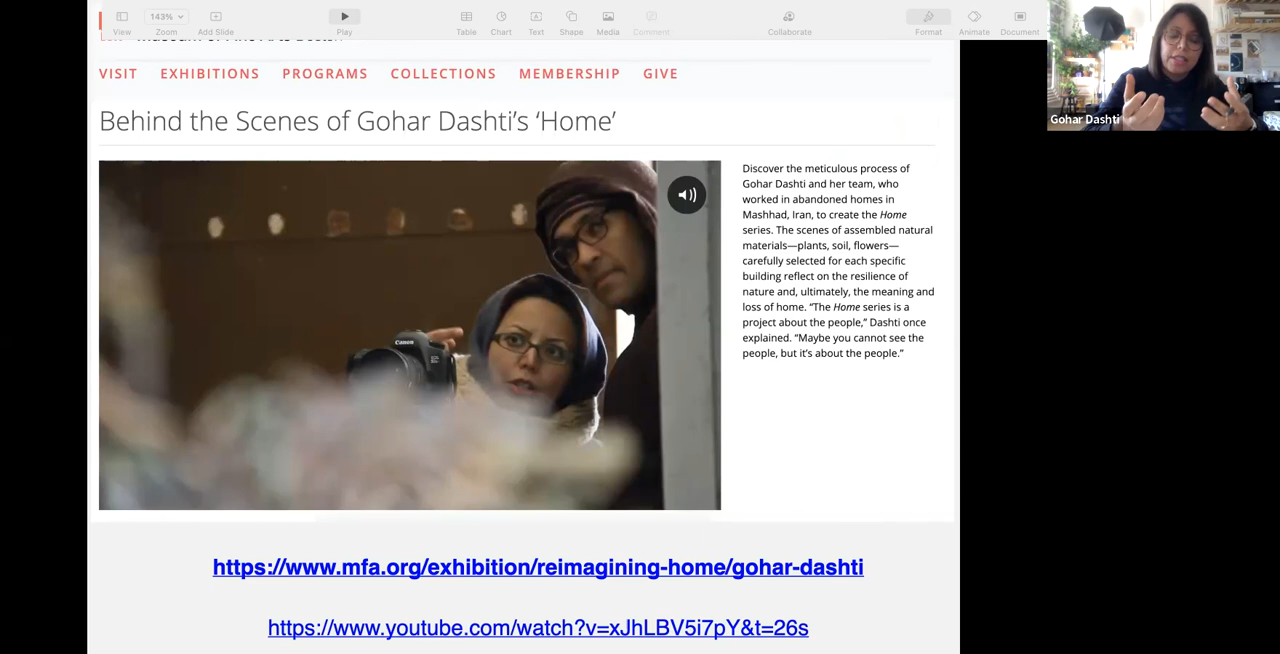 143%
View
Zoom
Add Slide
Play
Table
Chart
Text
Shape
Media
Comment
Collaborate
Format
Animate
Document
VISIT EXHIBITIONS PROGRAMS COLLECTIONS MEMBERSHIP GIVE
Behind the Scenes of Gohar Dashti’s ‘Home’
Discover the meticulous process of
Gohar Dashti and her team, who
worked in abandoned homes in
Mashhad, Iran, to create the Home
series. The scenes of assembled natural
materials—plants, soil, flowers—
carefully selected for each specific
building reflect on the resilience of
nature and, ultimately, the meaning and
loss of home. “The Home series is a
project about the people,” Dashti once
explained. “Maybe you cannot see the
people, but it’s about the people.”
Canon
https://www.mfa.org/exhibition/reimagining-home/gohar-dashti
https://www.youtube.com/watch?v=xJhLBV5i7pY&t=26s
Gohar Dashti